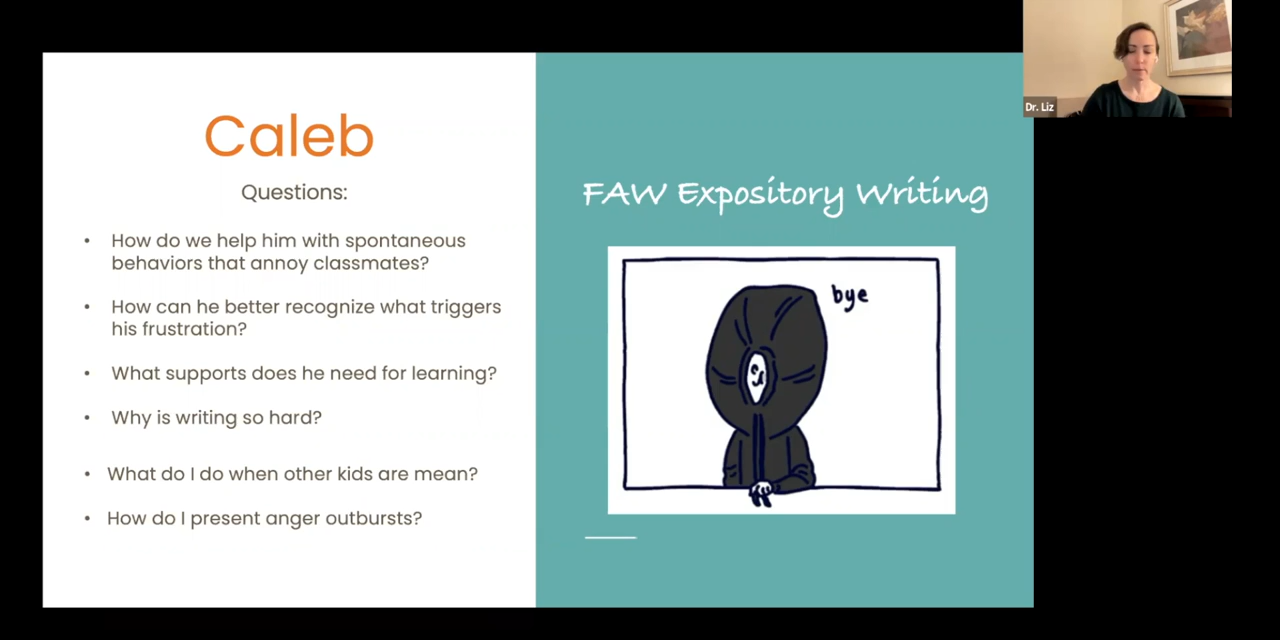 Caleb
Questions:
• How do we help him with spontaneous
behaviors that annoy classmates?
• How can he better recognize what triggers
his frustration?
• What supports does he need for learning?
• Why is writing so hard?
• What do I do when other kids are mean?
• How do I present anger outbursts?
FAW Expository Writing
bye
Dr. Liz